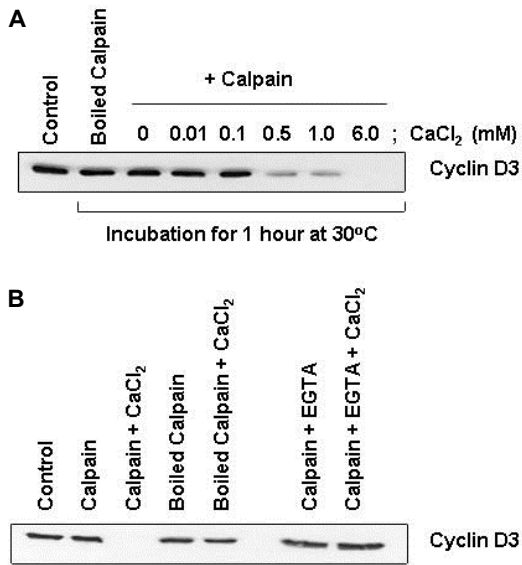 A
Control
Boiled Calpain
+ Calpain
0 0.01 0.1 0.5 1.0 6.0 ; CaCl₂ (mM)
Cyclin D3
Incubation for 1 hour at 30°C
B
Control
Calpain
Calpain + CaCl₂
Boiled Calpain
Boiled Calpain + CaCl₂
Calpain + EGTA
Calpain + EGTA + CaCl₂
Cyclin D3